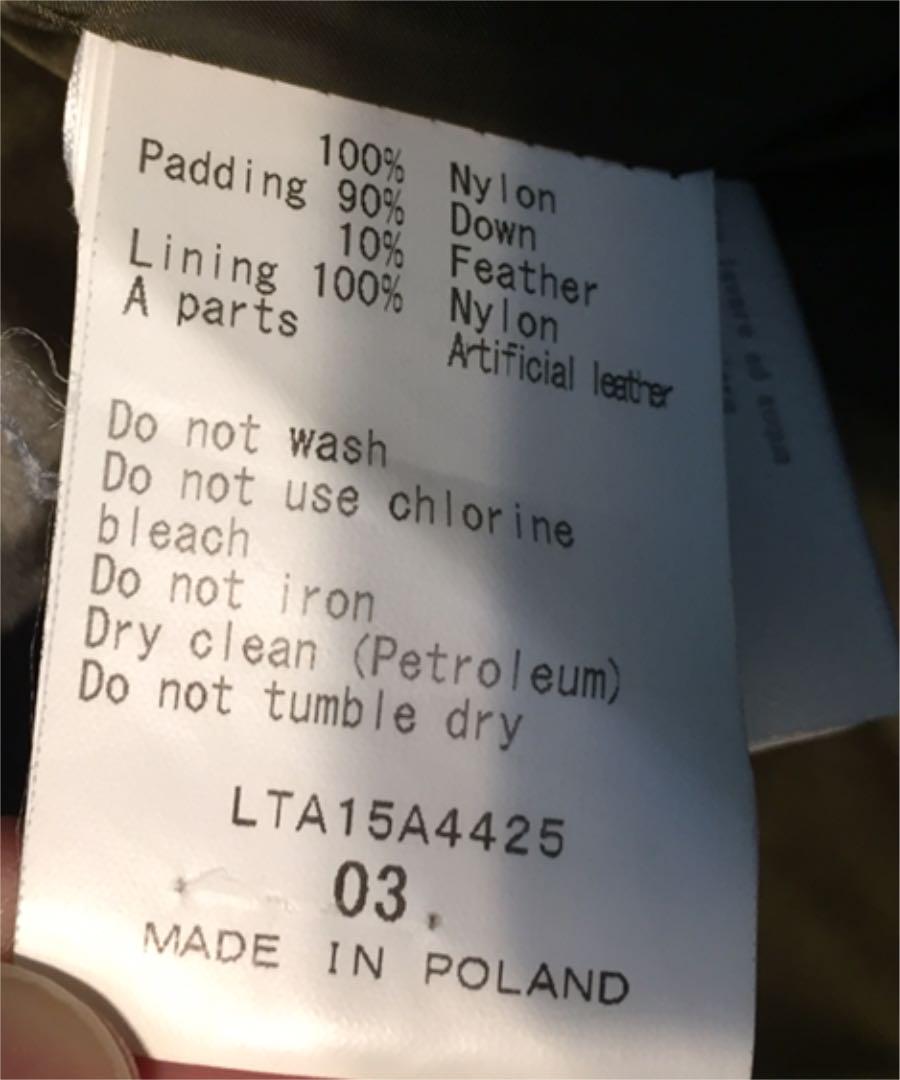 100% Nylon
Padding 90% Down
10% Feather
Lining 100% Nylon
A parts Artificial leather
Do not wash
Do not use chlorine
bleach
Do not iron
Dry clean (Petroleum)
Do not tumble dry
LTA15A4425
03
MADE IN POLAND